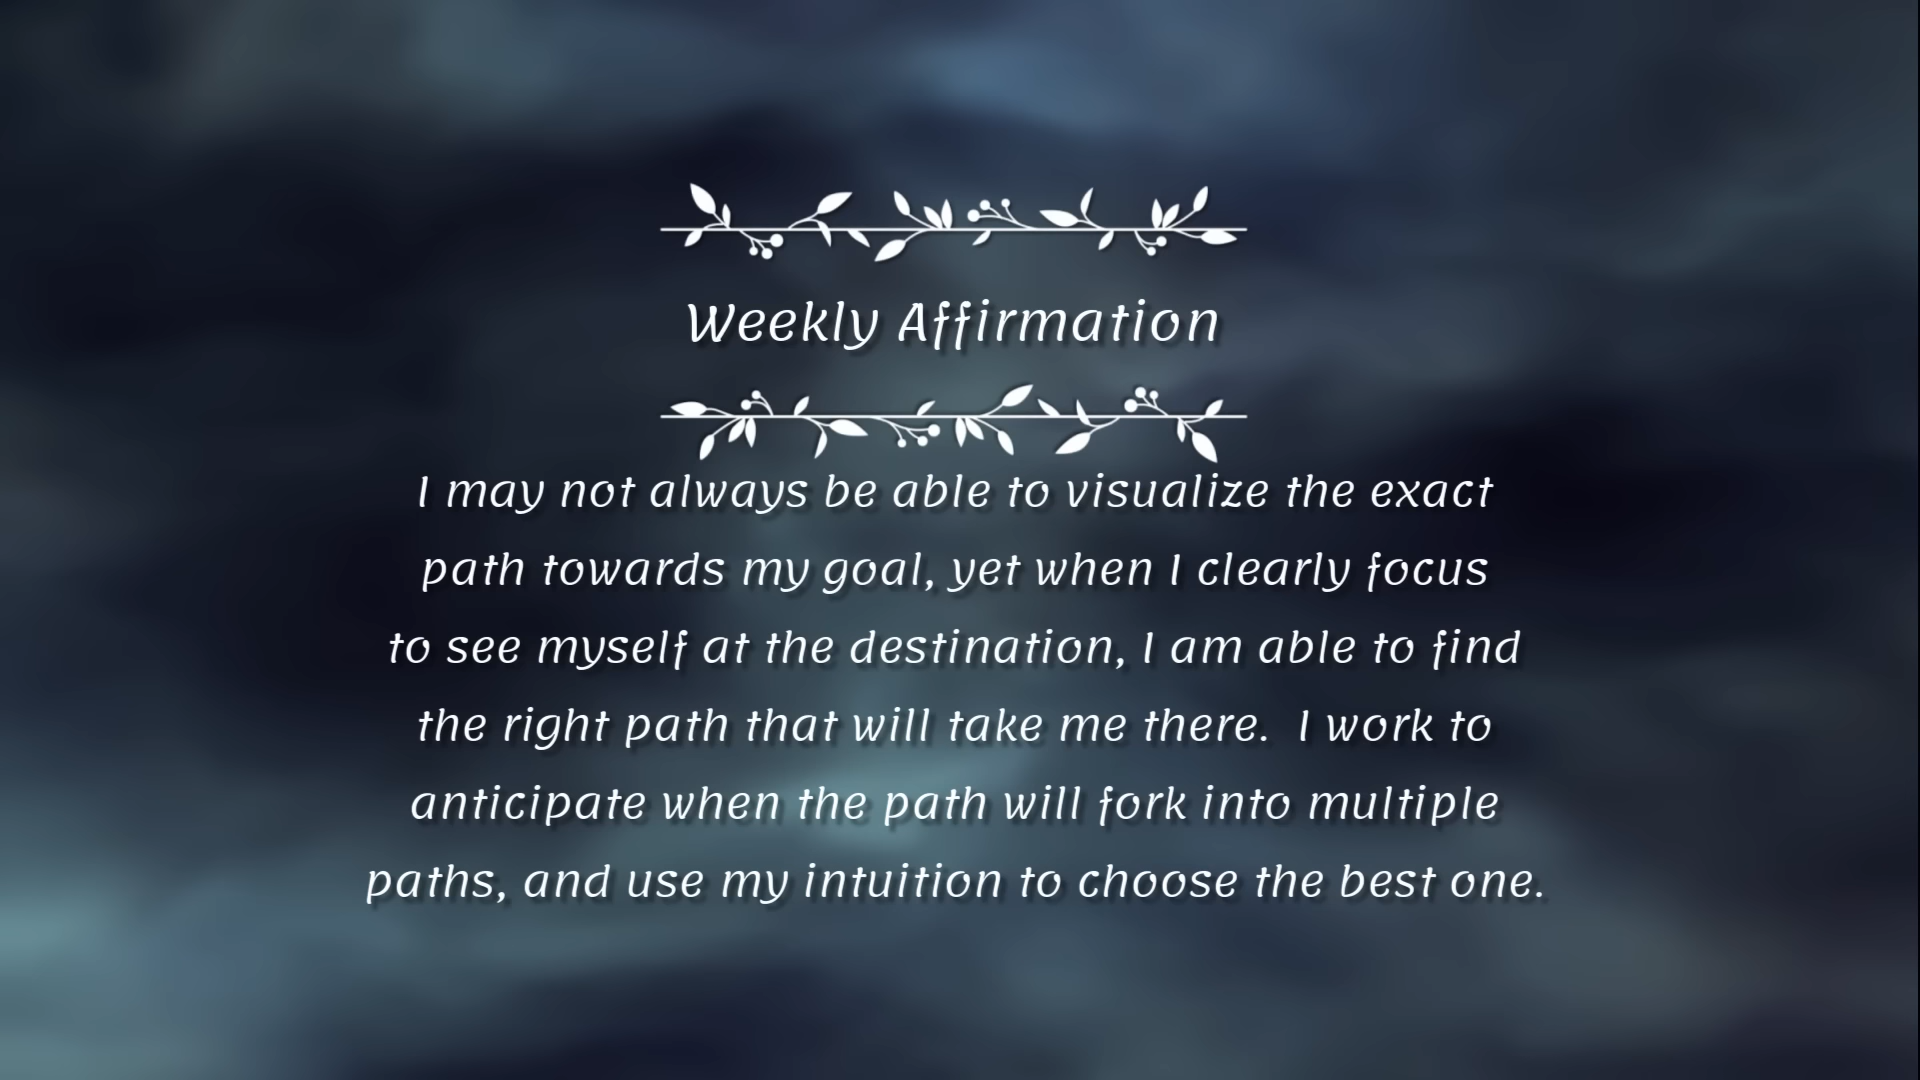 Weekly Affirmation
I may not always be able to visualize the exact
path towards my goal, yet when I clearly focus
to see myself at the destination, I am able to find
the right path that will take me there.  I work to
anticipate when the path will fork into multiple
paths, and use my intuition to choose the best one.